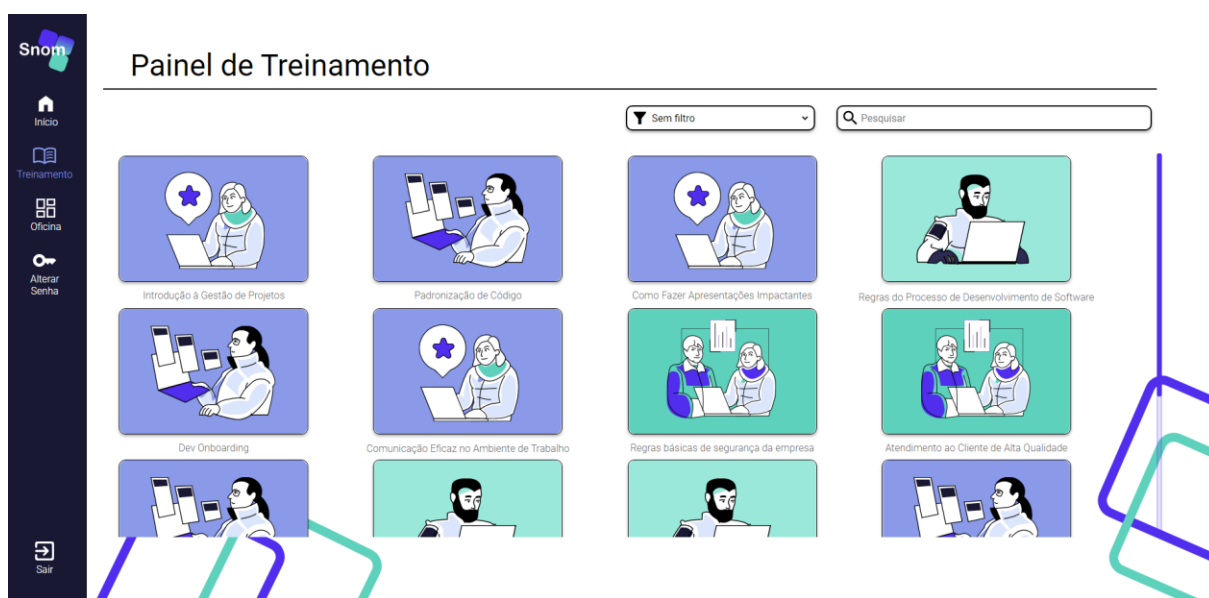 Snom
Início
Treinamento
Oficina
Alterar
Senha
Sair
Painel de Treinamento
Sem filtro
Pesquisar
Introdução à Gestão de Projetos
Padronização de Código
Como Fazer Apresentações Impactantes
Regras do Processo de Desenvolvimento de Software
Dev Onboarding
Comunicação Eficaz no Ambiente de Trabalho
Regras básicas de segurança da empresa
Atendimento ao Cliente de Alta Qualidade